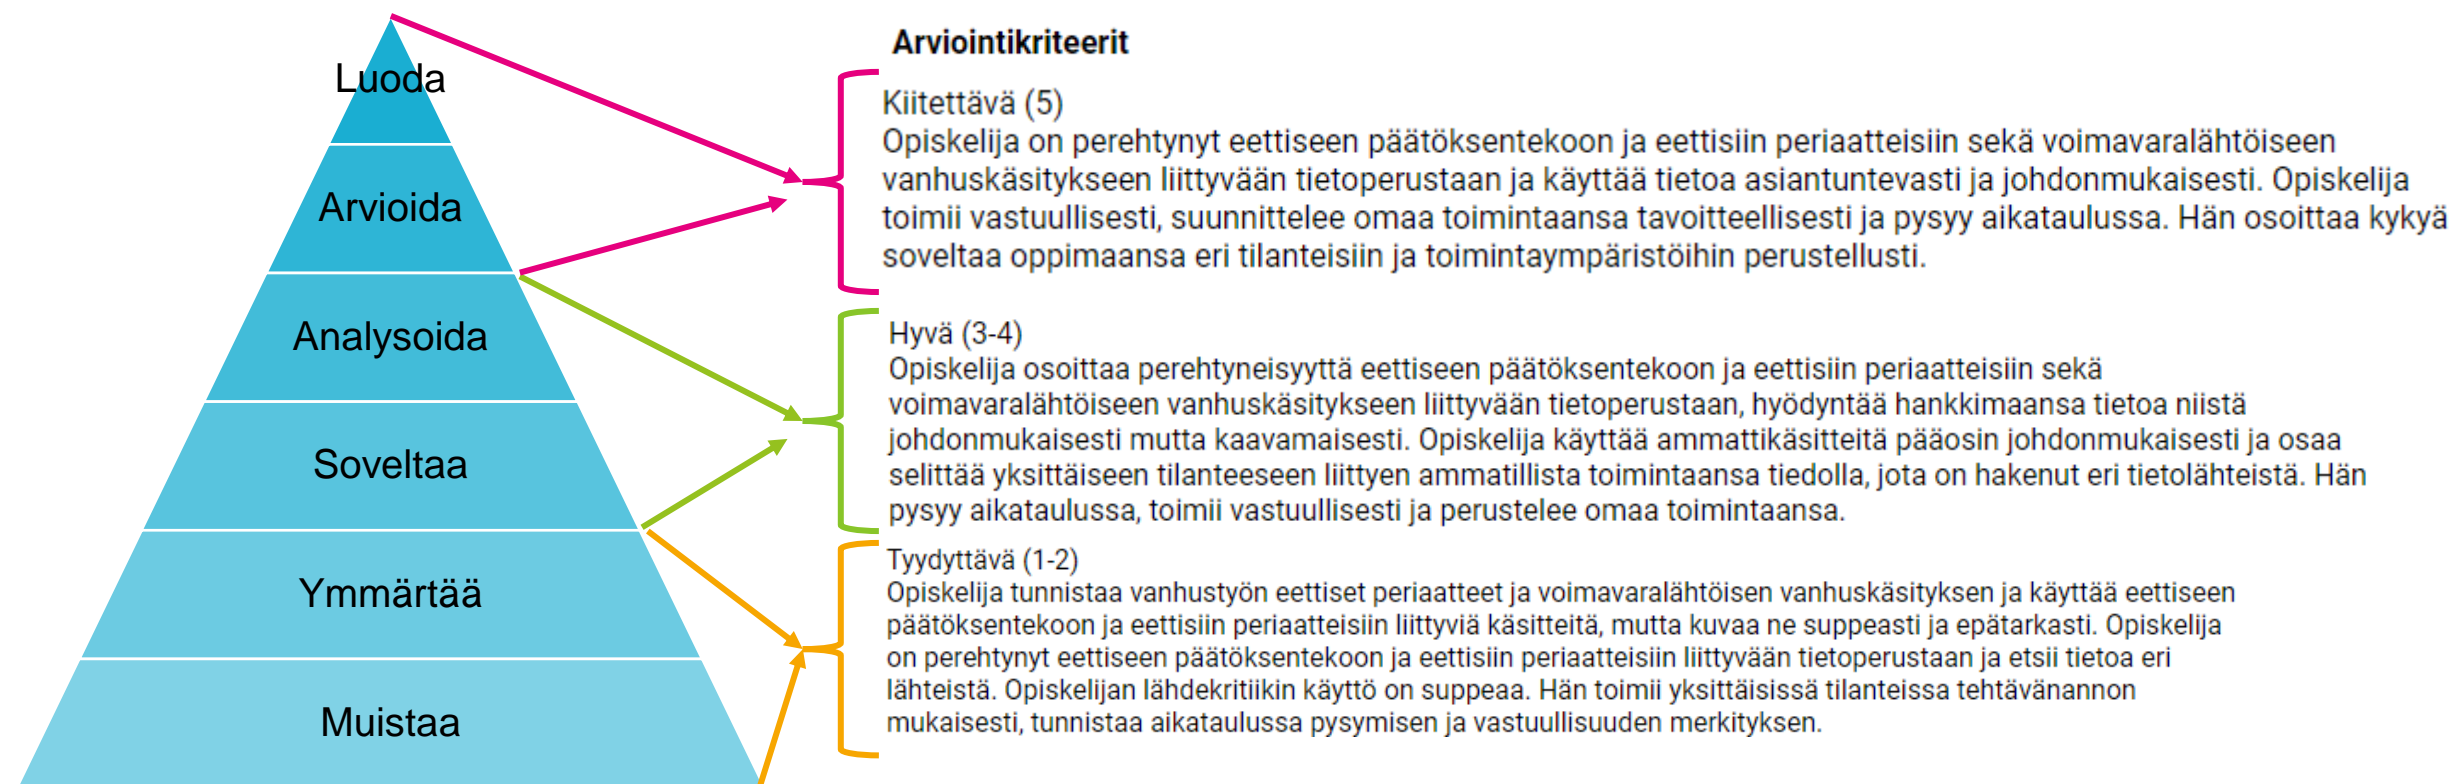 Luoda
Arvioida
Analysoida
Soveltaa
Ymmärtää
Muistaa
Arviointikriteerit
Kiitettävä (5)
Opiskelija on perehtynyt eettiseen päätöksentekoon ja eettisiin periaatteisiin sekä voimavaralähtöiseen
vanhuskäsitykseen liittyvään tietoperustaan ja käyttää tietoa asiantuntevasti ja johdonmukaisesti. Opiskelija
toimii vastuullisesti, suunnittelee omaa toimintaansa tavoitteellisesti ja pysyy aikataulussa. Hän osoittaa kykyä
soveltaa oppimaansa eri tilanteisiin ja toimintaympäristöihin perustellusti.
Hyvä (3-4)
Opiskelija osoittaa perehtyneisyyttä eettiseen päätöksentekoon ja eettisiin periaatteisiin sekä
voimavaralähtöiseen vanhuskäsitykseen liittyvään tietoperustaan, hyödyntää hankkimaansa tietoa niistä
johdonmukaisesti mutta kaavamaisesti. Opiskelija käyttää ammattikäsitteitä pääosin johdonmukaisesti ja osaa
selittää yksittäiseen tilanteeseen liittyen ammatillista toimintaansa tiedolla, jota on hakenut eri tietolähteistä. Hän
pysyy aikataulussa, toimii vastuullisesti ja perustelee omaa toimintaansa.
Tyydyttävä (1-2)
Opiskelija tunnistaa vanhustyön eettiset periaatteet ja voimavaralähtöisen vanhuskäsityksen ja käyttää eettiseen
päätöksentekoon ja eettisiin periaatteisiin liittyviä käsitteitä, mutta kuvaa ne suppeasti ja epätarkasti. Opiskelija
on perehtynyt eettiseen päätöksentekoon ja eettisiin periaatteisiin liittyvään tietoperustaan ja etsii tietoa eri
lähteistä. Opiskelijan lähdekritiikin käyttö on suppeaa. Hän toimii yksittäisissä tilanteissa tehtävänannon
mukaisesti, tunnistaa aikataulussa pysymisen ja vastuullisuuden merkityksen.